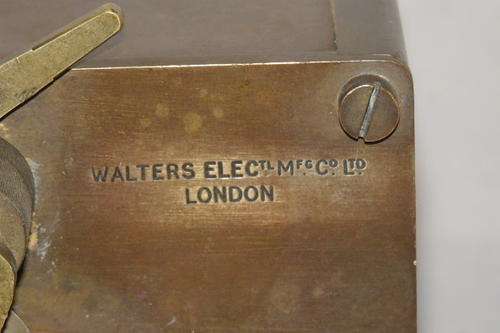 WALTERS ELECTL MFG CO LTD
LONDON